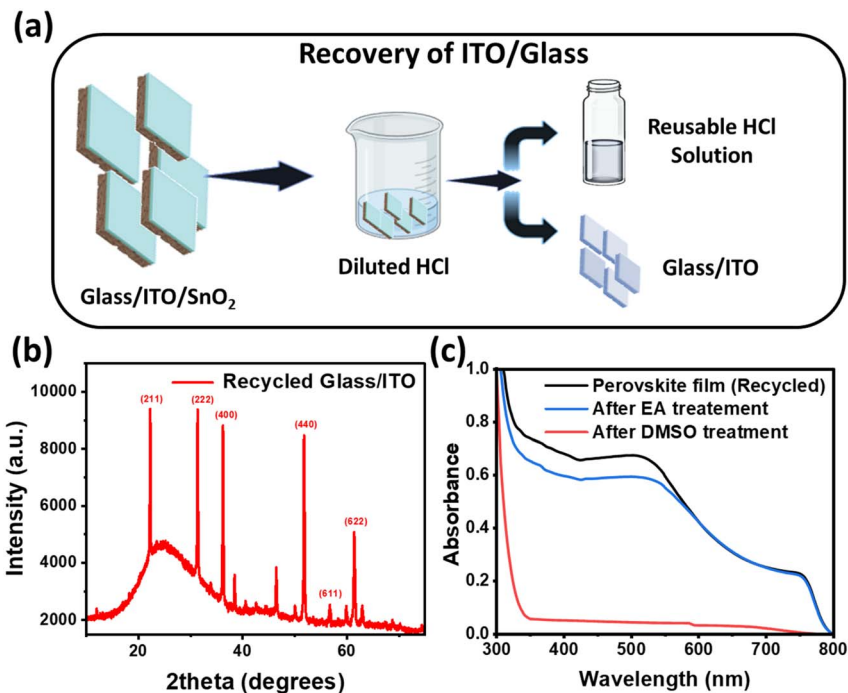 (a)
Recovery of ITO/Glass
Glass/ITO/SnO₂
Diluted HCl
Reusable HCl
Solution
Glass/ITO
(b)
Recycled Glass/ITO
(211)
(222)
(400)
(440)
(611)
(622)
10000
8000
6000
4000
2000
Intensity (a.u.)
20
40
60
2theta (degrees)
(c)
Perovskite film (Recycled)
After EA treatement
After DMSO treatment
1.0
0.8
0.6
0.4
0.2
0.0
Absorbance
300
400
500
600
700
800
Wavelength (nm)